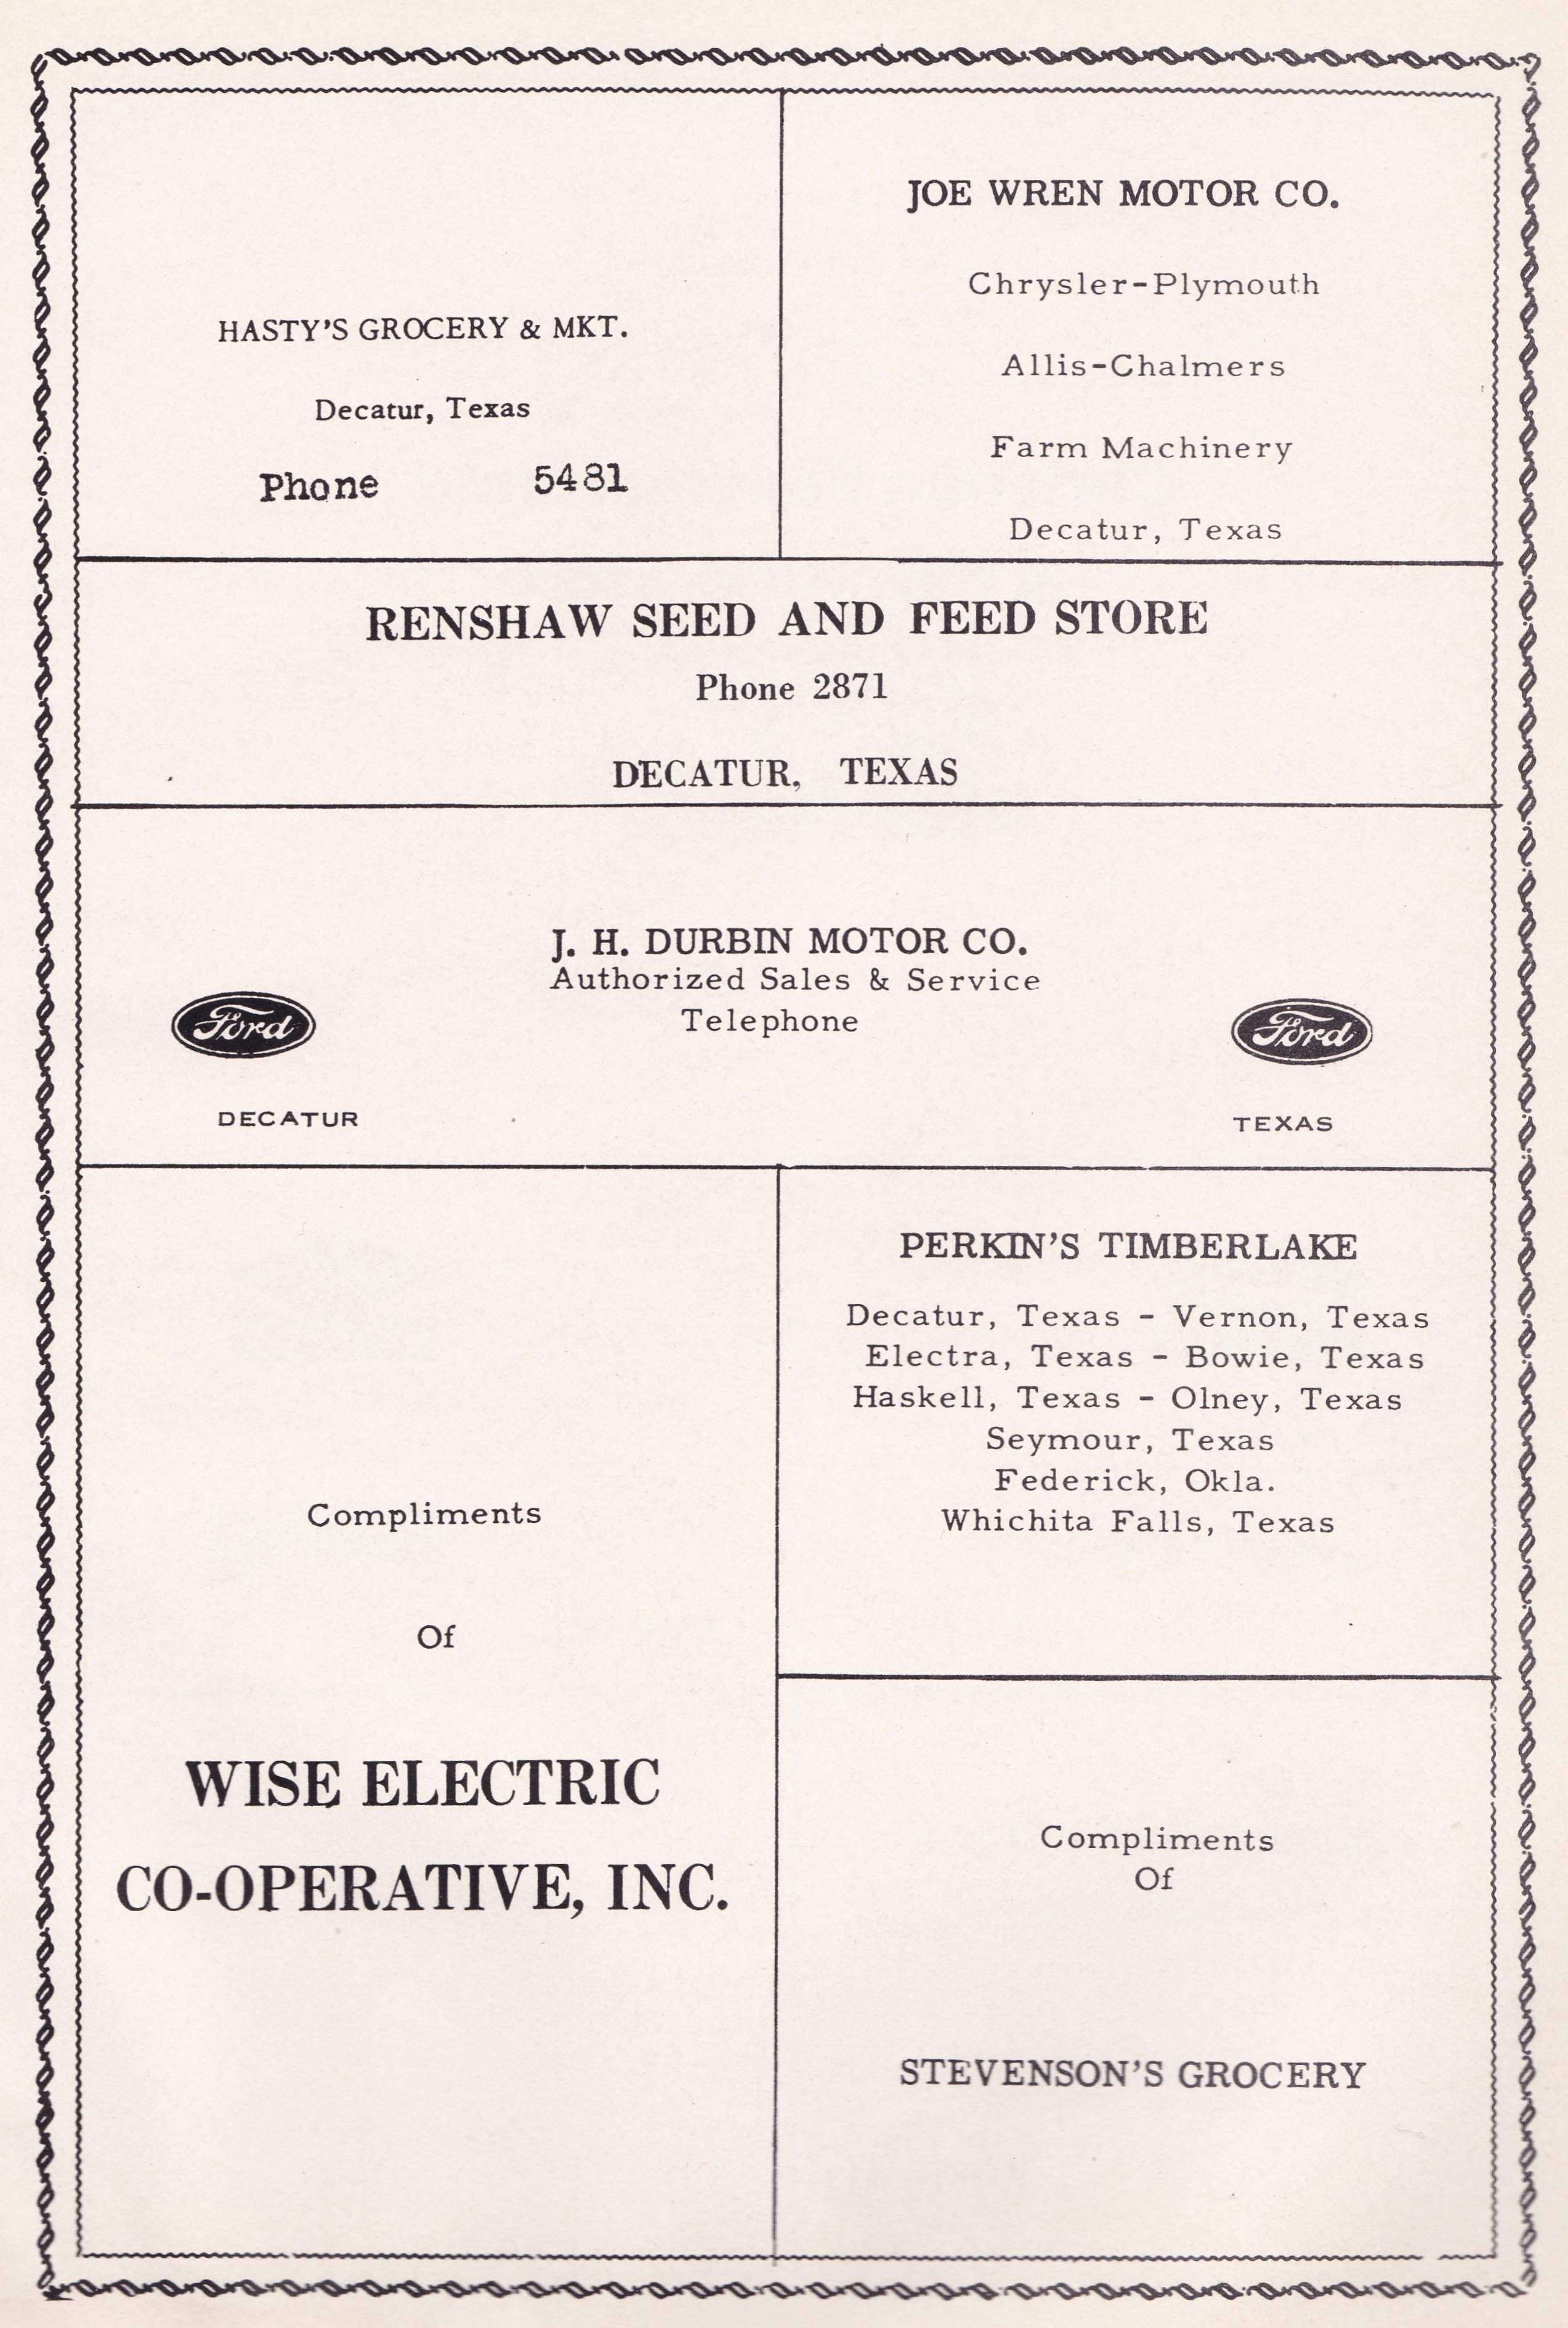 HASTY'S GROCERY & MKT.
Decatur, Texas
Phone 5481
JOE WREN MOTOR CO.
Chrysler-Plymouth
Allis-Chalmers
Farm Machinery
Decatur, Texas
RENSHAW SEED AND FEED STORE
Phone 2871
DECATUR, TEXAS
J. H. DURBIN MOTOR CO.
Authorized Sales & Service
Telephone
Ford
Ford
DECATUR
TEXAS
Compliments
Of
WISE ELECTRIC
CO-OPERATIVE, INC.
PERKIN'S TIMBERLAKE
Decatur, Texas - Vernon, Texas
Electra, Texas - Bowie, Texas
Haskell, Texas - Olney, Texas
Seymour, Texas
Federick, Okla.
Whichita Falls, Texas
Compliments
Of
STEVENSON'S GROCERY